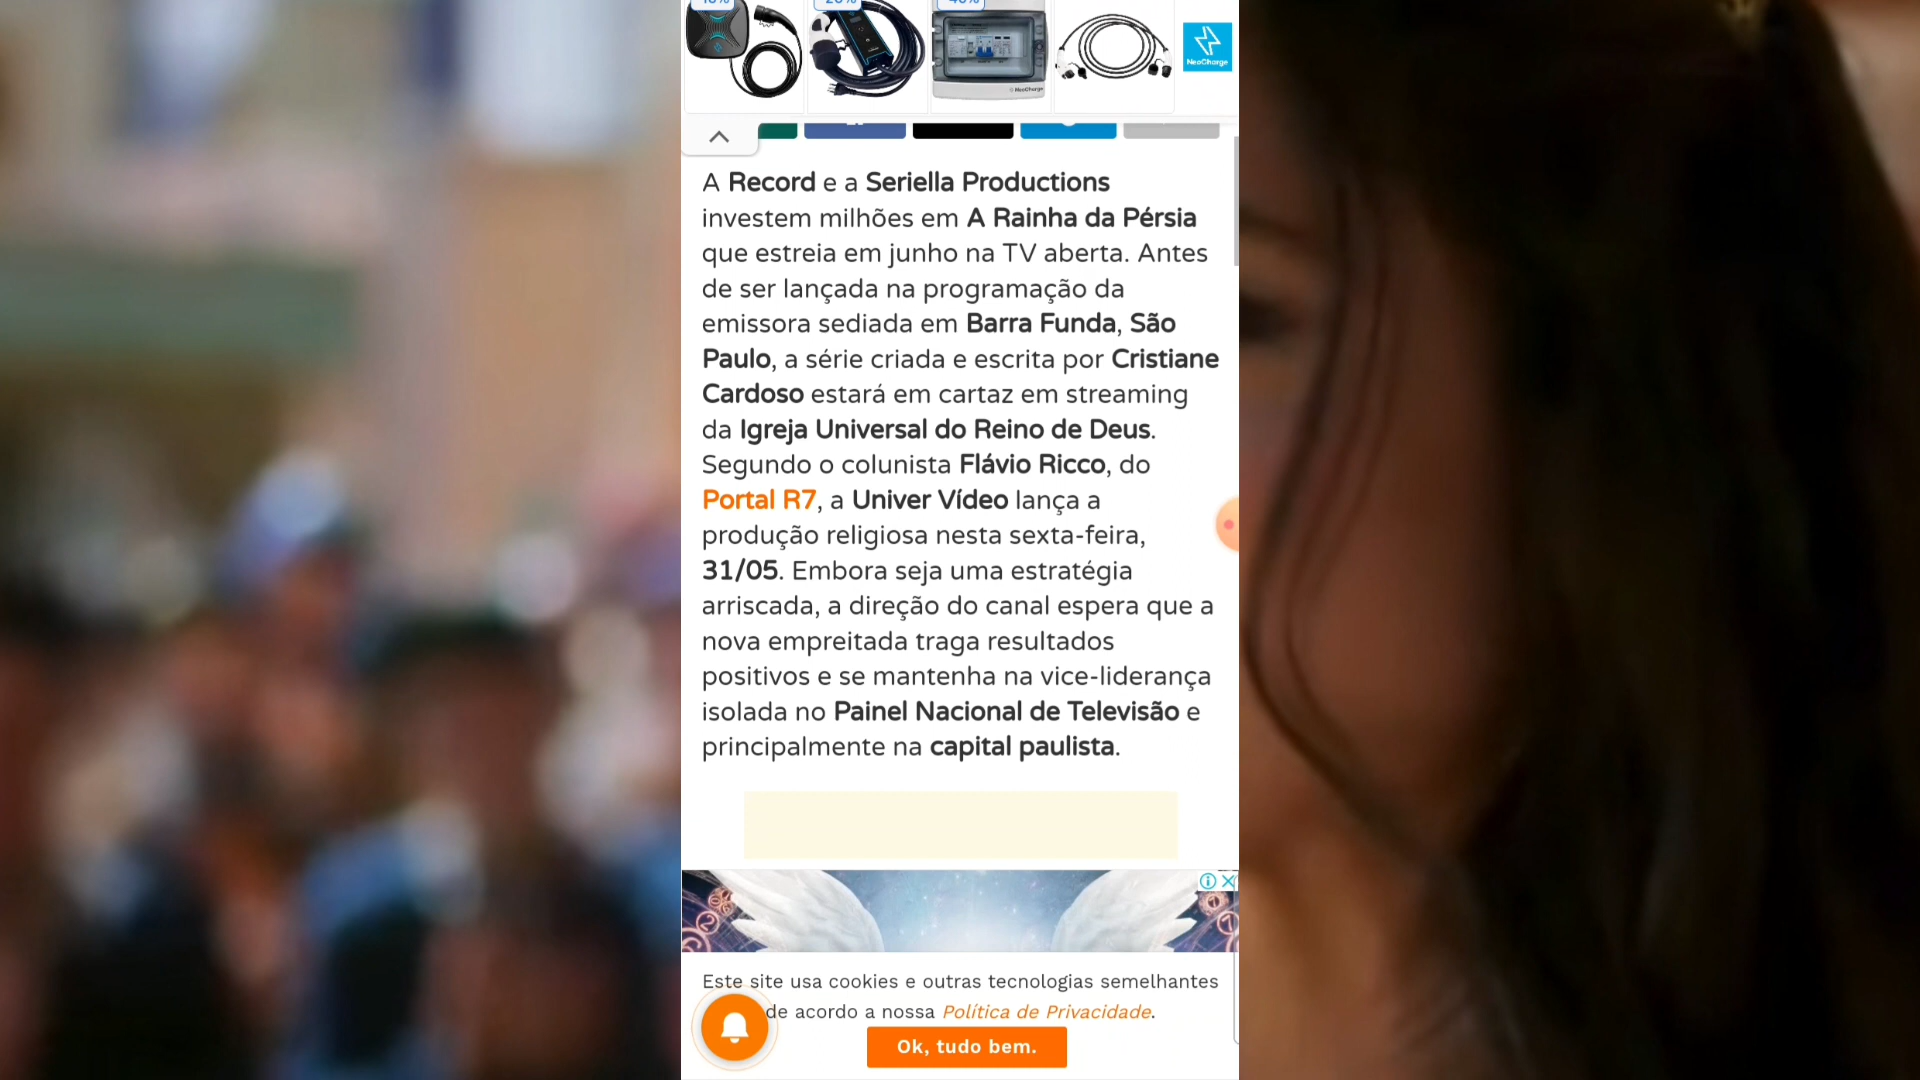 NeoCharge
NeoCharge
A Record e a Seriella Productions
investem milhões em A Rainha da Pérsia
que estreia em junho na TV aberta. Antes
de ser lançada na programação da
emissora sediada em Barra Funda, São
Paulo, a série criada e escrita por Cristiane
Cardoso estará em cartaz em streaming
da Igreja Universal do Reino de Deus.
Segundo o colunista Flávio Ricco, do
Portal R7, a Univer Vídeo lança a
produção religiosa nesta sexta-feira,
31/05. Embora seja uma estratégia
arriscada, a direção do canal espera que a
nova empreitada traga resultados
positivos e se mantenha na vice-liderança
isolada no Painel Nacional de Televisão e
principalmente na capital paulista.
Este site usa cookies e outras tecnologias semelhantes
de acordo a nossa Política de Privacidade.
Ok, tudo bem.